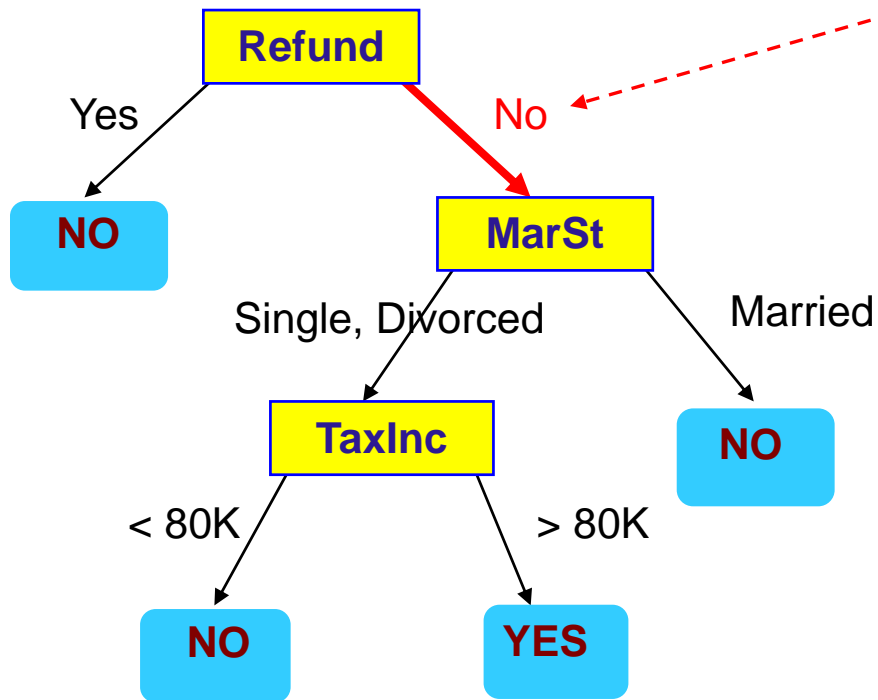 Refund
Yes
No
NO
MarSt
Single, Divorced
Married
TaxInc
NO
< 80K
> 80K
NO
YES